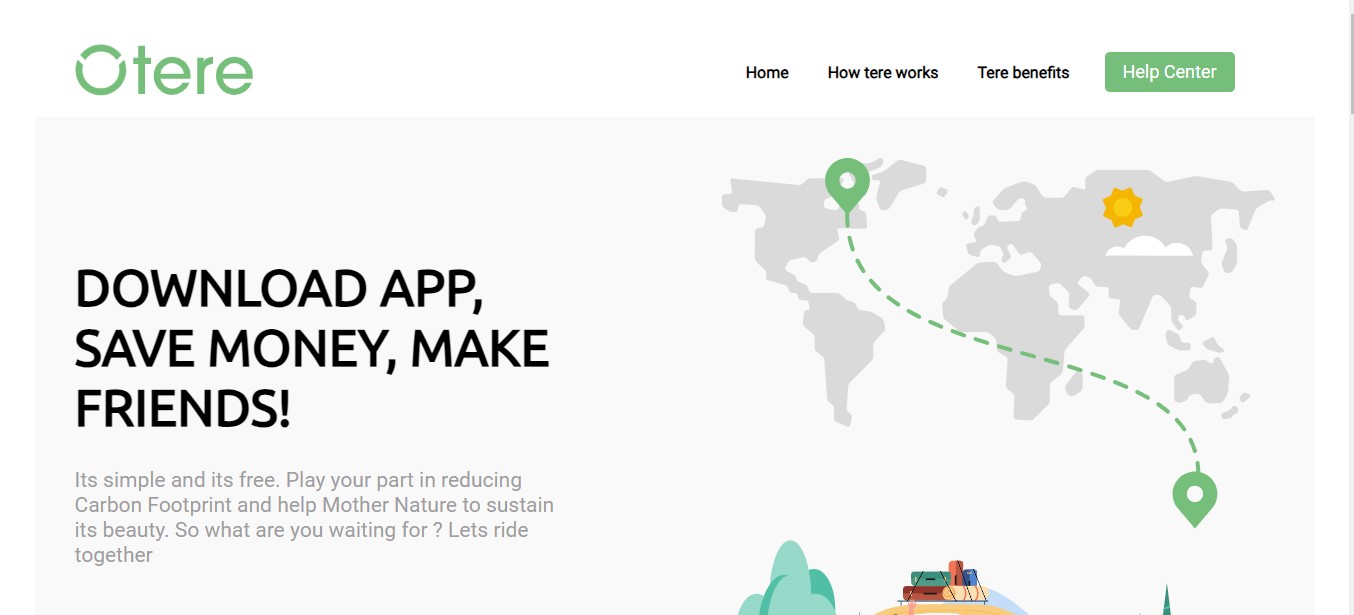 Otere
Home
How tere works
Tere benefits
Help Center
DOWNLOAD APP,
SAVE MONEY, MAKE
FRIENDS!
Its simple and its free. Play your part in reducing
Carbon Footprint and help Mother Nature to sustain
its beauty. So what are you waiting for ? Lets ride
together